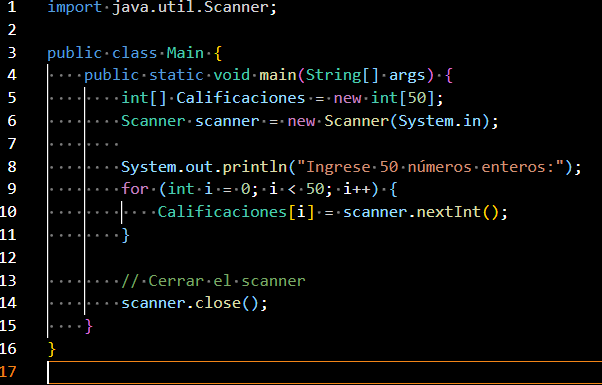 1 import java.util.Scanner;
2
3 public class Main {
4     public static void main(String[] args) {
5         int[] Calificaciones = new int[50];
6         Scanner scanner = new Scanner(System.in);
7
8         System.out.println("Ingrese 50 números enteros:");
9         for (int i = 0; i < 50; i++) {
10             Calificaciones[i] = scanner.nextInt();
11         }
12
13         // Cerrar el scanner
14         scanner.close();
15     }
16 }
17